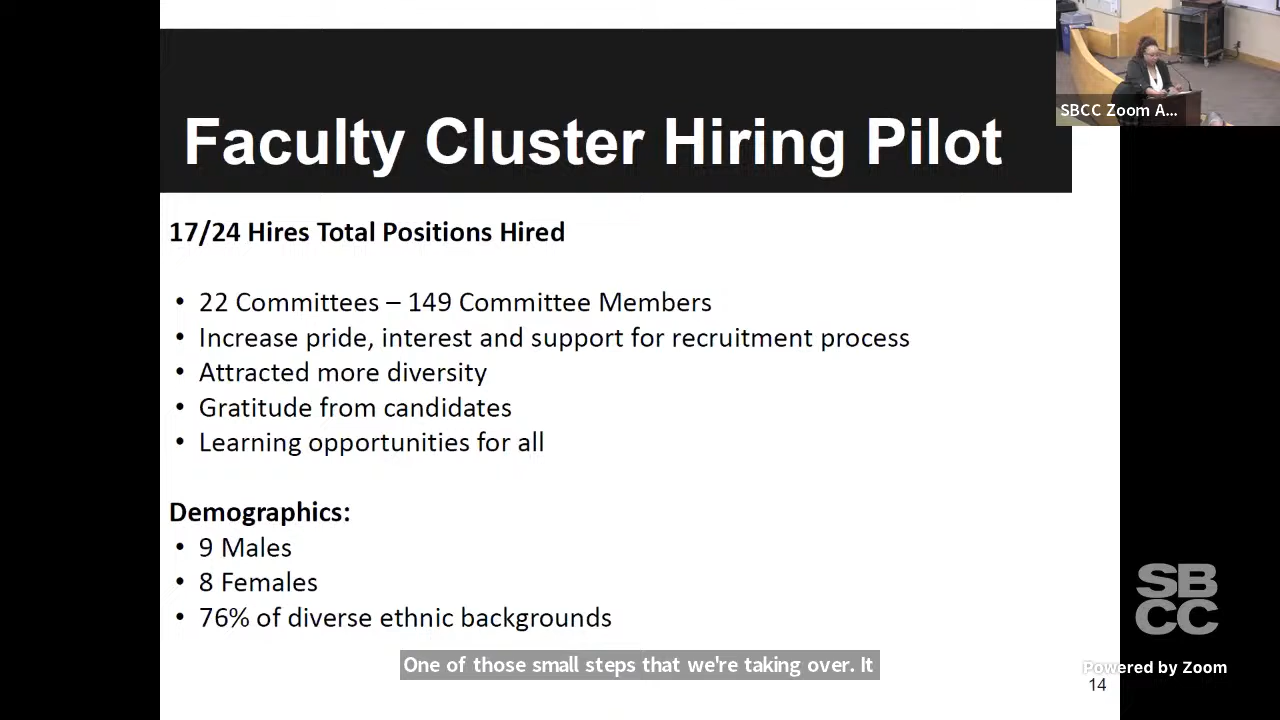 Faculty Cluster Hiring Pilot
SBCC Zoom A...
17/24 Hires Total Positions Hired
• 22 Committees – 149 Committee Members
• Increase pride, interest and support for recruitment process
• Attracted more diversity
• Gratitude from candidates
• Learning opportunities for all
Demographics:
• 9 Males
• 8 Females
• 76% of diverse ethnic backgrounds
One of those small steps that we're taking over. It
SB
CC
Powered by Zoom
14